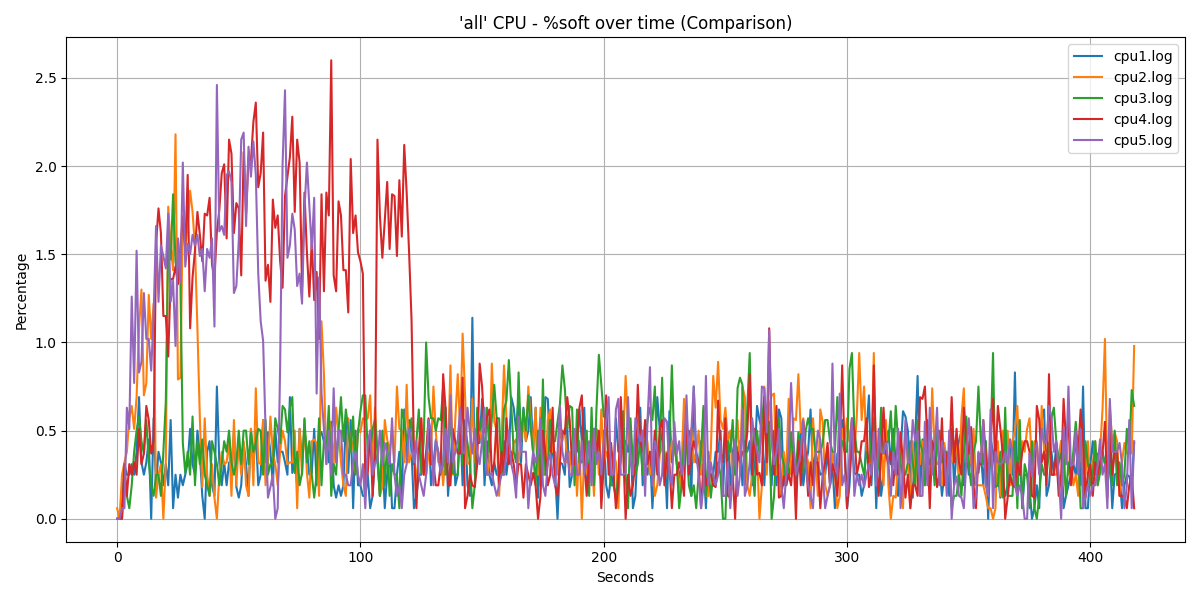 'all' CPU - %soft over time (Comparison)
cpu1.log
cpu2.log
cpu3.log
cpu4.log
cpu5.log
Percentage
2.5
2.0
1.5
1.0
0.5
0.0
0
100
200
300
400
Seconds